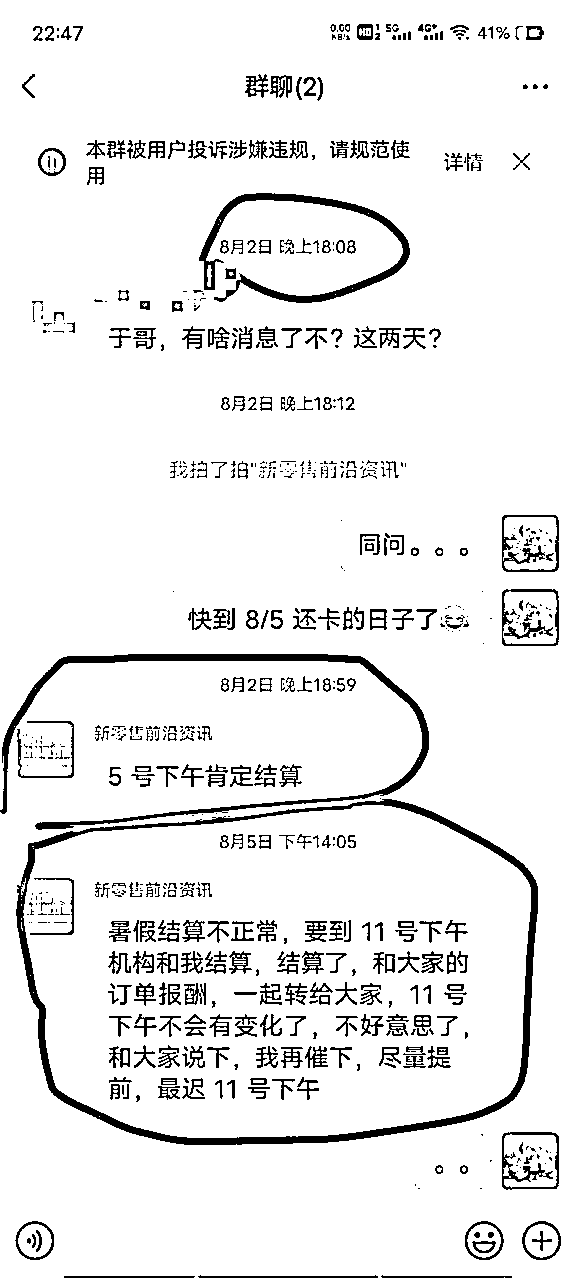 22:47
0.00 KB/s HD 1 2 5G 4G+ 41%
群聊(2)
本群被用户投诉涉嫌违规，请规范使
用
详情
8月2日 晚上18:08
于哥，有啥消息了不？这两天？
8月2日 晚上18:12
我拍了拍"新零售前沿资讯"
同问。。。
快到 8/5 还卡的日子了😂
8月2日 晚上18:59
新零售前沿资讯
5 号下午肯定结算
8月5日 下午14:05
新零售前沿资讯
暑假结算不正常，要到 11 号下午
机构和我结算，结算了，和大家的
订单报酬，一起转给大家，11 号
下午不会有变化了，不好意思了，
和大家说下，我再催下，尽量提
前，最迟 11 号下午
。。